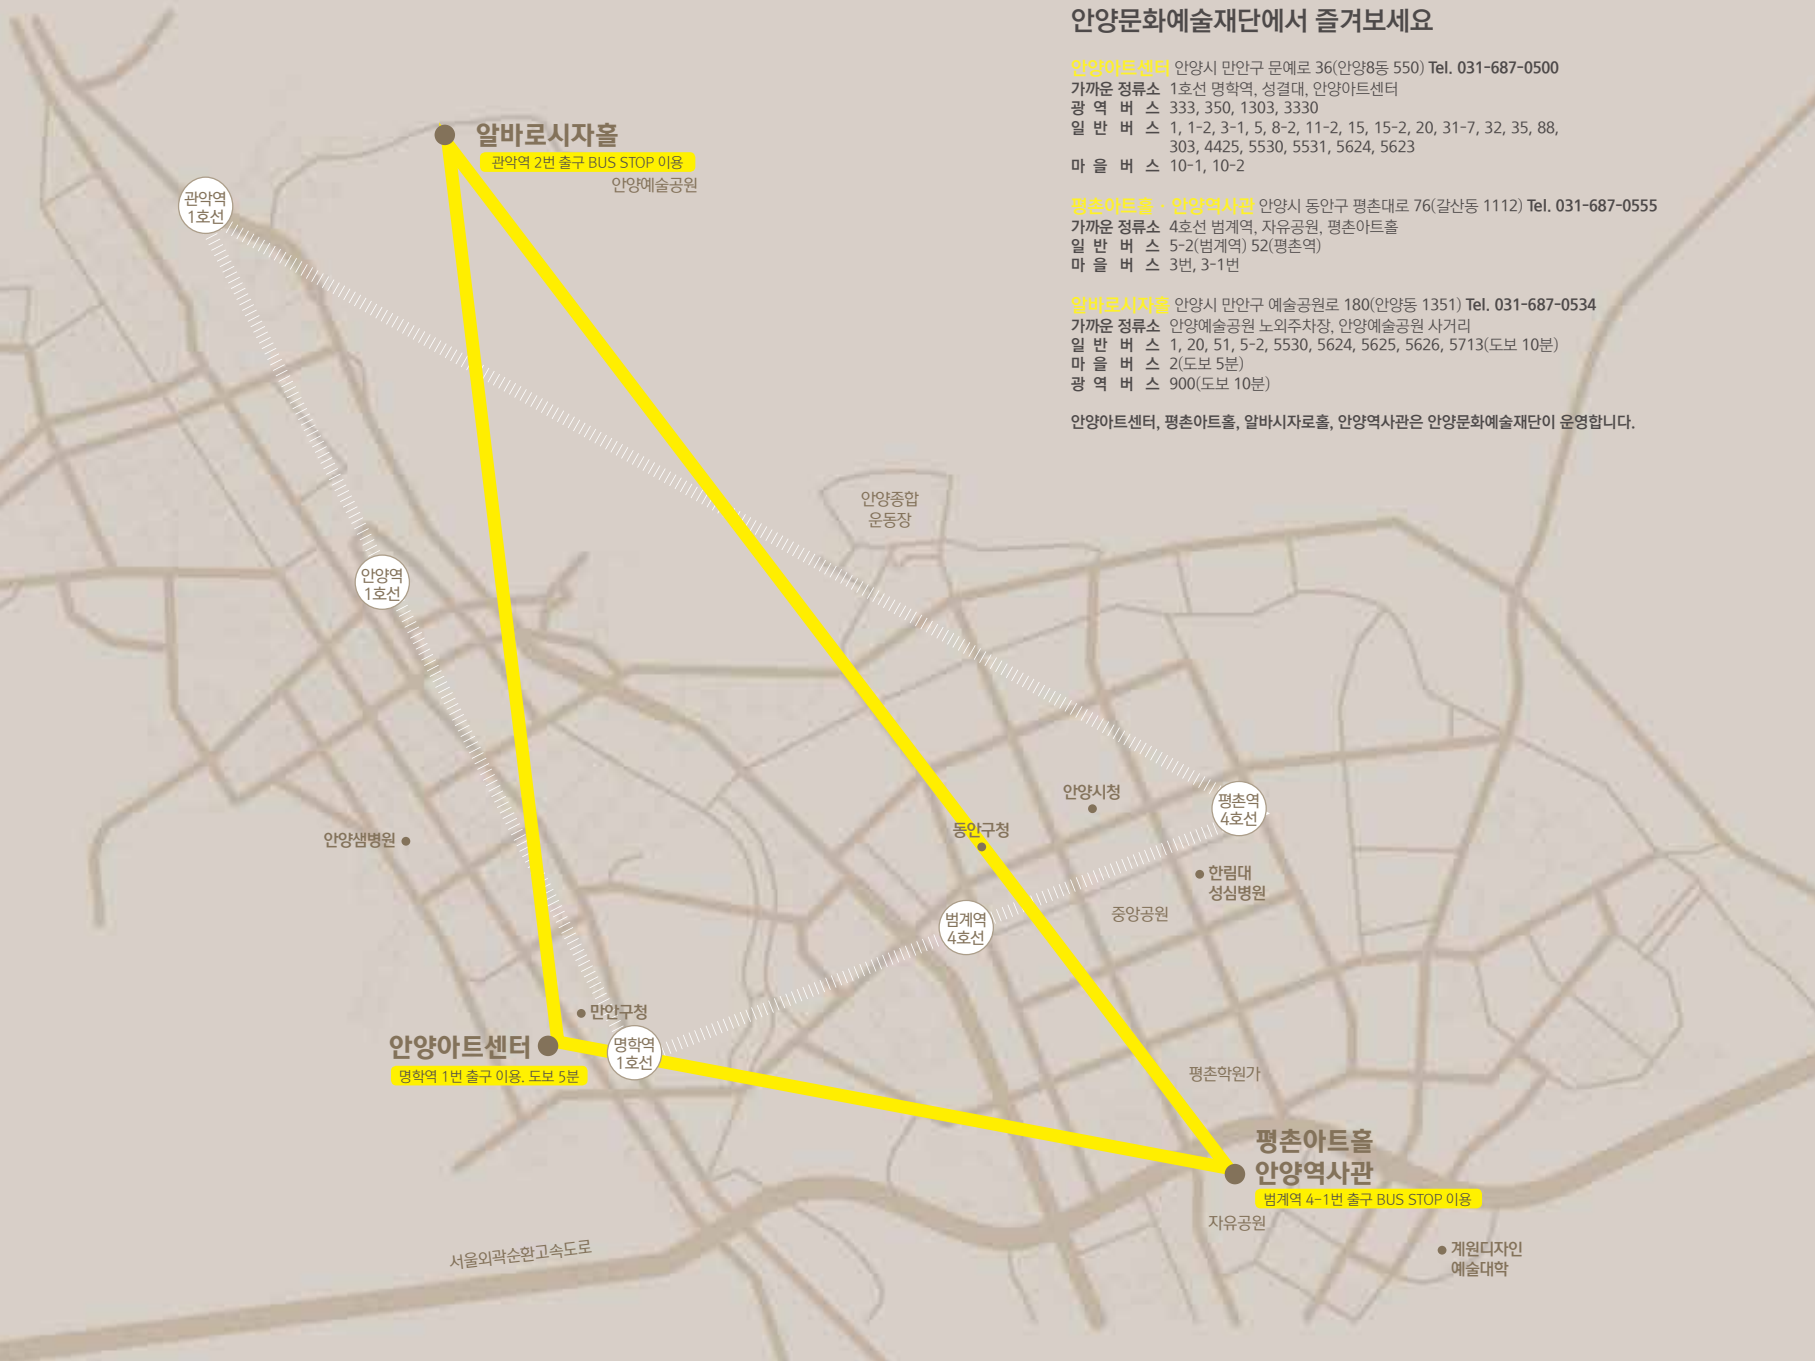 안양문화예술재단에서 즐겨보세요
안양아트센터 안양시 만안구 문예로 36(안양8동 550) Tel. 031-687-0500
가까운 정류소 1호선 명학역, 성결대, 안양아트센터
광 역 버 스 333, 350, 1303, 3330
일 반 버 스 1, 1-2, 3-1, 5, 8-2, 11-2, 15, 15-2, 20, 31-7, 32, 35, 88,
303, 4425, 5530, 5531, 5624, 5623
마 을 버 스 10-1, 10-2
평촌아트홀 · 안양역사관 안양시 동안구 평촌대로 76(갈산동 1112) Tel. 031-687-0555
가까운 정류소 4호선 범계역, 자유공원, 평촌아트홀
일 반 버 스 5-2(범계역) 52(평촌역)
마 을 버 스 3번, 3-1번
알바로시자홀 안양시 만안구 예술공원로 180(안양동 1351) Tel. 031-687-0534
가까운 정류소 안양예술공원 노외주차장, 안양예술공원 사거리
일 반 버 스 1, 20, 51, 5-2, 5530, 5624, 5625, 5626, 5713(도보 10분)
마 을 버 스 2(도보 5분)
광 역 버 스 900(도보 10분)
안양아트센터, 평촌아트홀, 알바시자로홀, 안양역사관은 안양문화예술재단이 운영합니다.
알바로시자홀
관악역 2번 출구 BUS STOP 이용
안양예술공원
관악역
1호선
안양종합
운동장
안양역
1호선
안양시청
평촌역
4호선
동안구청
안양샘병원
한림대
성심병원
중앙공원
범계역
4호선
만안구청
안양아트센터
명학역 1번 출구 이용. 도보 5분
명학역
1호선
평촌학원가
평촌아트홀
안양역사관
범계역 4-1번 출구 BUS STOP 이용
자유공원
서울외곽순환고속도로
계원디자인
예술대학